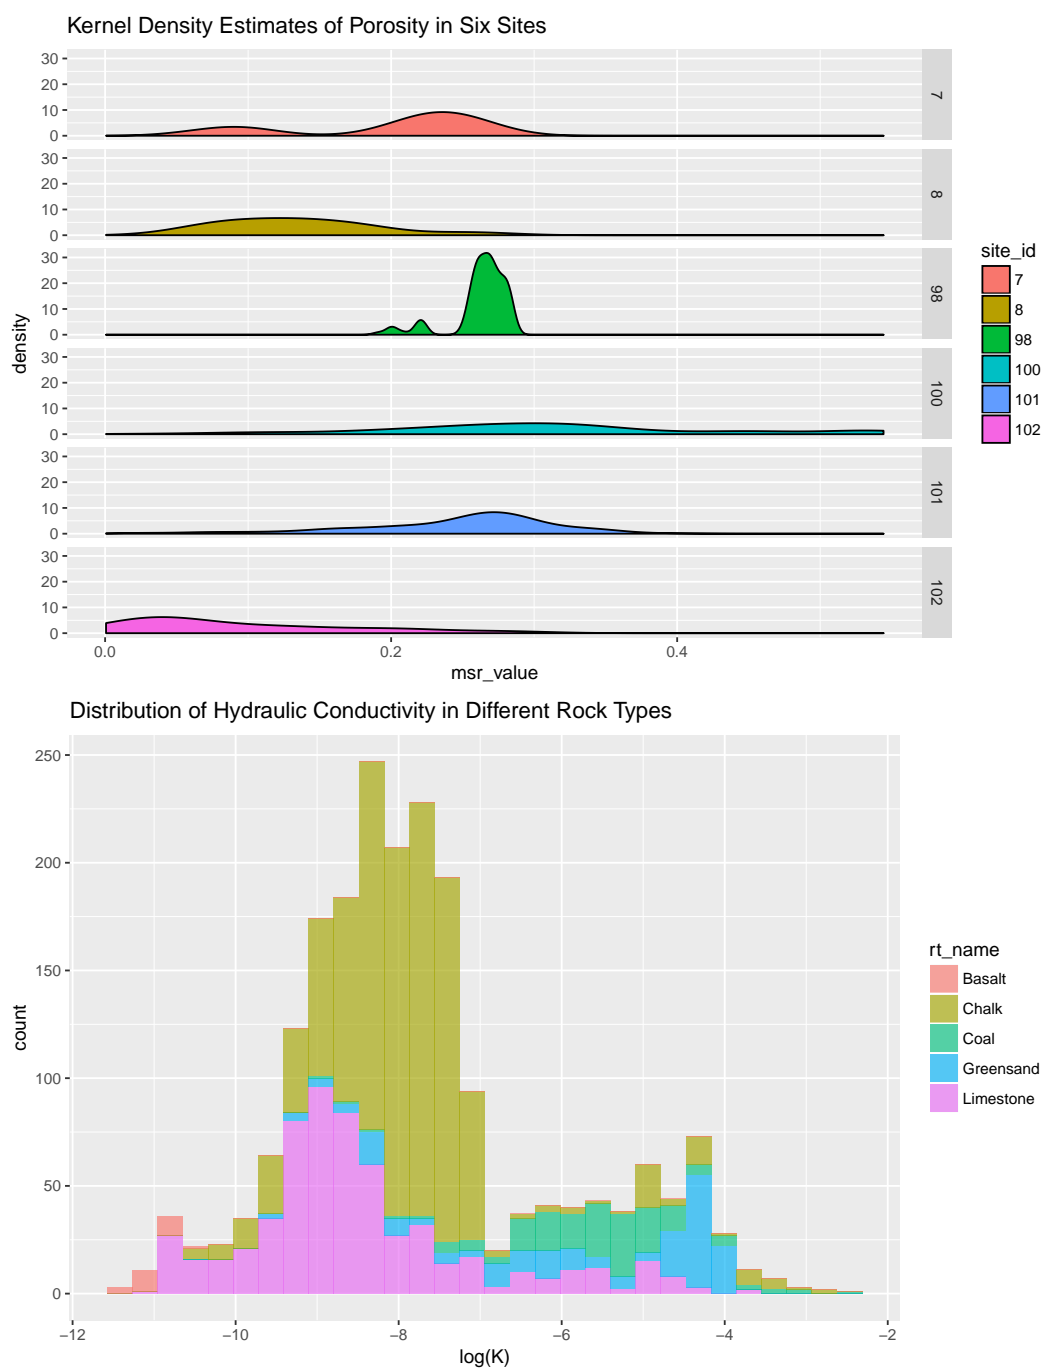 Kernel Density Estimates of Porosity in Six Sites
density
30
20
10
0
7
30
20
10
0
8
30
20
10
0
98
30
20
10
0
100
30
20
10
0
101
30
20
10
0
102
0.0 0.2 0.4
msr_value
site_id
7
8
98
100
101
102
Distribution of Hydraulic Conductivity in Different Rock Types
count
250
200
150
100
50
0
−12 −10 −8 −6 −4 −2
log(K)
rt_name
Basalt
Chalk
Coal
Greensand
Limestone